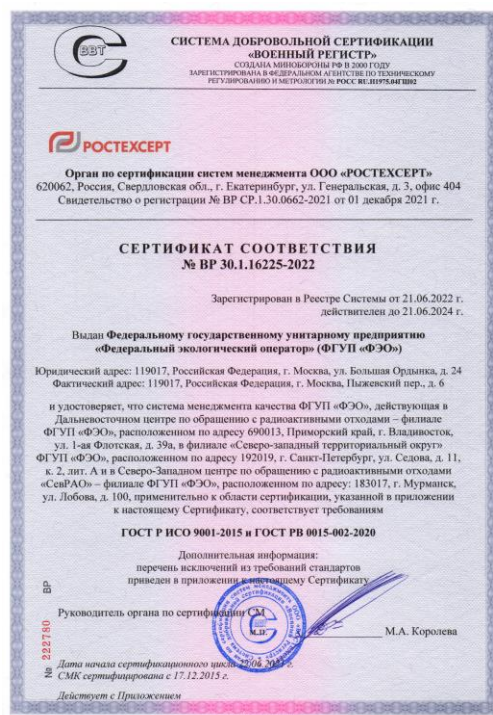 ВВТ
СИСТЕМА ДОБРОВОЛЬНОЙ СЕРТИФИКАЦИИ
«ВОЕННЫЙ РЕГИСТР»
СОЗДАНА МИНОБОРОНЫ РФ В 2000 ГОДУ
ЗАРЕГИСТРИРОВАНА В ФЕДЕРАЛЬНОМ АГЕНТСТВЕ ПО ТЕХНИЧЕСКОМУ
РЕГУЛИРОВАНИЮ И МЕТРОЛОГИИ № РОСС RU.И1975.04ГШ02
РОСТЕХСЕРТ
Орган по сертификации систем менеджмента ООО «РОСТЕХСЕРТ»
620062, Россия, Свердловская обл., г. Екатеринбург, ул. Генеральская, д. 3, офис 404
Свидетельство о регистрации № ВР СР.1.30.0662-2021 от 01 декабря 2021 г.
СЕРТИФИКАТ СООТВЕТСТВИЯ
№ ВР 30.1.16225-2022
Зарегистрирован в Реестре Системы от 21.06.2022 г.
действителен до 21.06.2024 г.
Выдан Федеральному государственному унитарному предприятию
«Федеральный экологический оператор» (ФГУП «ФЭО»)
Юридический адрес: 119017, Российская Федерация, г. Москва, ул. Большая Ордынка, д. 24
Фактический адрес: 119017, Российская Федерация, г. Москва, Пыжевский пер., д. 6
и удостоверяет, что система менеджмента качества ФГУП «ФЭО», действующая в
Дальневосточном центре по обращению с радиоактивными отходами – филиале
ФГУП «ФЭО», расположенном по адресу 690013, Приморский край, г. Владивосток,
ул. 1-ая Флотская, д. 39а, в филиале «Северо-западный территориальный округ»
ФГУП «ФЭО», расположенном по адресу 192019, г. Санкт-Петербург, ул. Седова, д. 11,
к. 2, лит. А и в Северо-Западном центре по обращению с радиоактивными отходами
«СевРАО» – филиале ФГУП «ФЭО», расположенном по адресу: 183017, г. Мурманск,
ул. Лобова, д. 100, применительно к области сертификации, указанной в приложении
к настоящему Сертификату, соответствует требованиям
ГОСТ Р ИСО 9001-2015 и ГОСТ РВ 0015-002-2020
Дополнительная информация:
перечень исключений из требований стандартов
приведен в приложении к настоящему Сертификату
Руководитель органа по сертификации СМ
М.П.
М.А. Королева
№ 222780 ВР
Дата начала сертификационного цикла
СМК сертифицирована с 17.12.2015 г.
Действует с Приложением